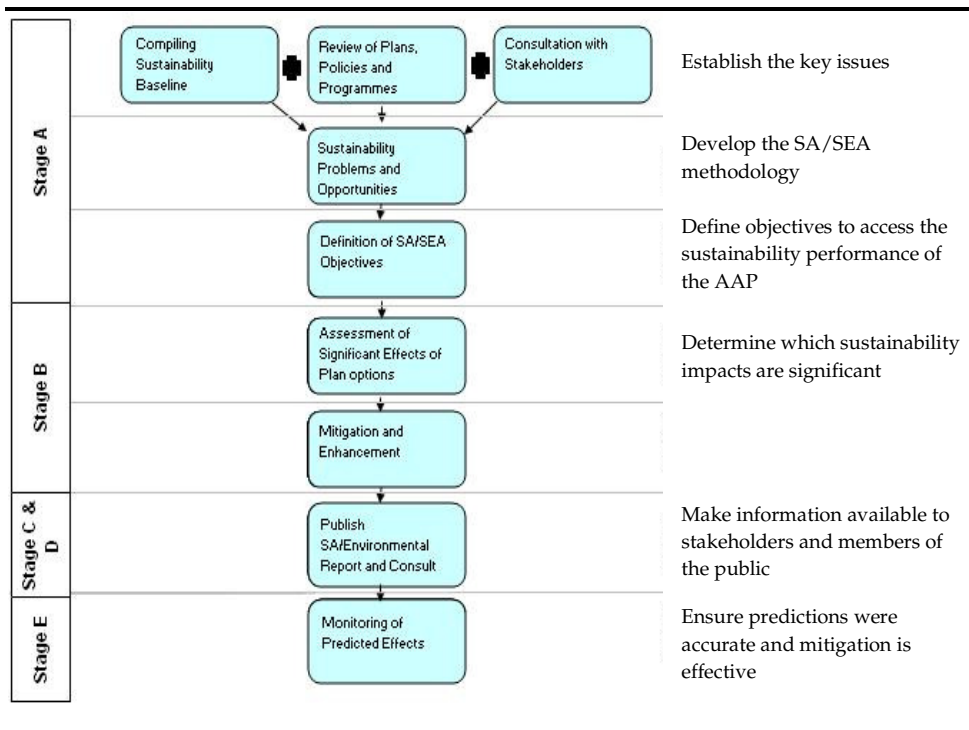 Stage A
Compiling
Sustainability
Baseline
Review of Plans,
Policies and
Programmes
Consultation with
Stakeholders
Establish the key issues
Sustainability
Problems and
Opportunities
Develop the SA/SEA
methodology
Definition of SA/SEA
Objectives
Define objectives to access the
sustainability performance of
the AAP
Stage B
Assessment of
Significant Effects of
Plan options
Determine which sustainability
impacts are significant
Mitigation and
Enhancement
Stage C &
D
Publish
SA/Environmental
Report and Consult
Make information available to
stakeholders and members of
the public
Stage E
Monitoring of
Predicted Effects
Ensure predictions were
accurate and mitigation is
effective